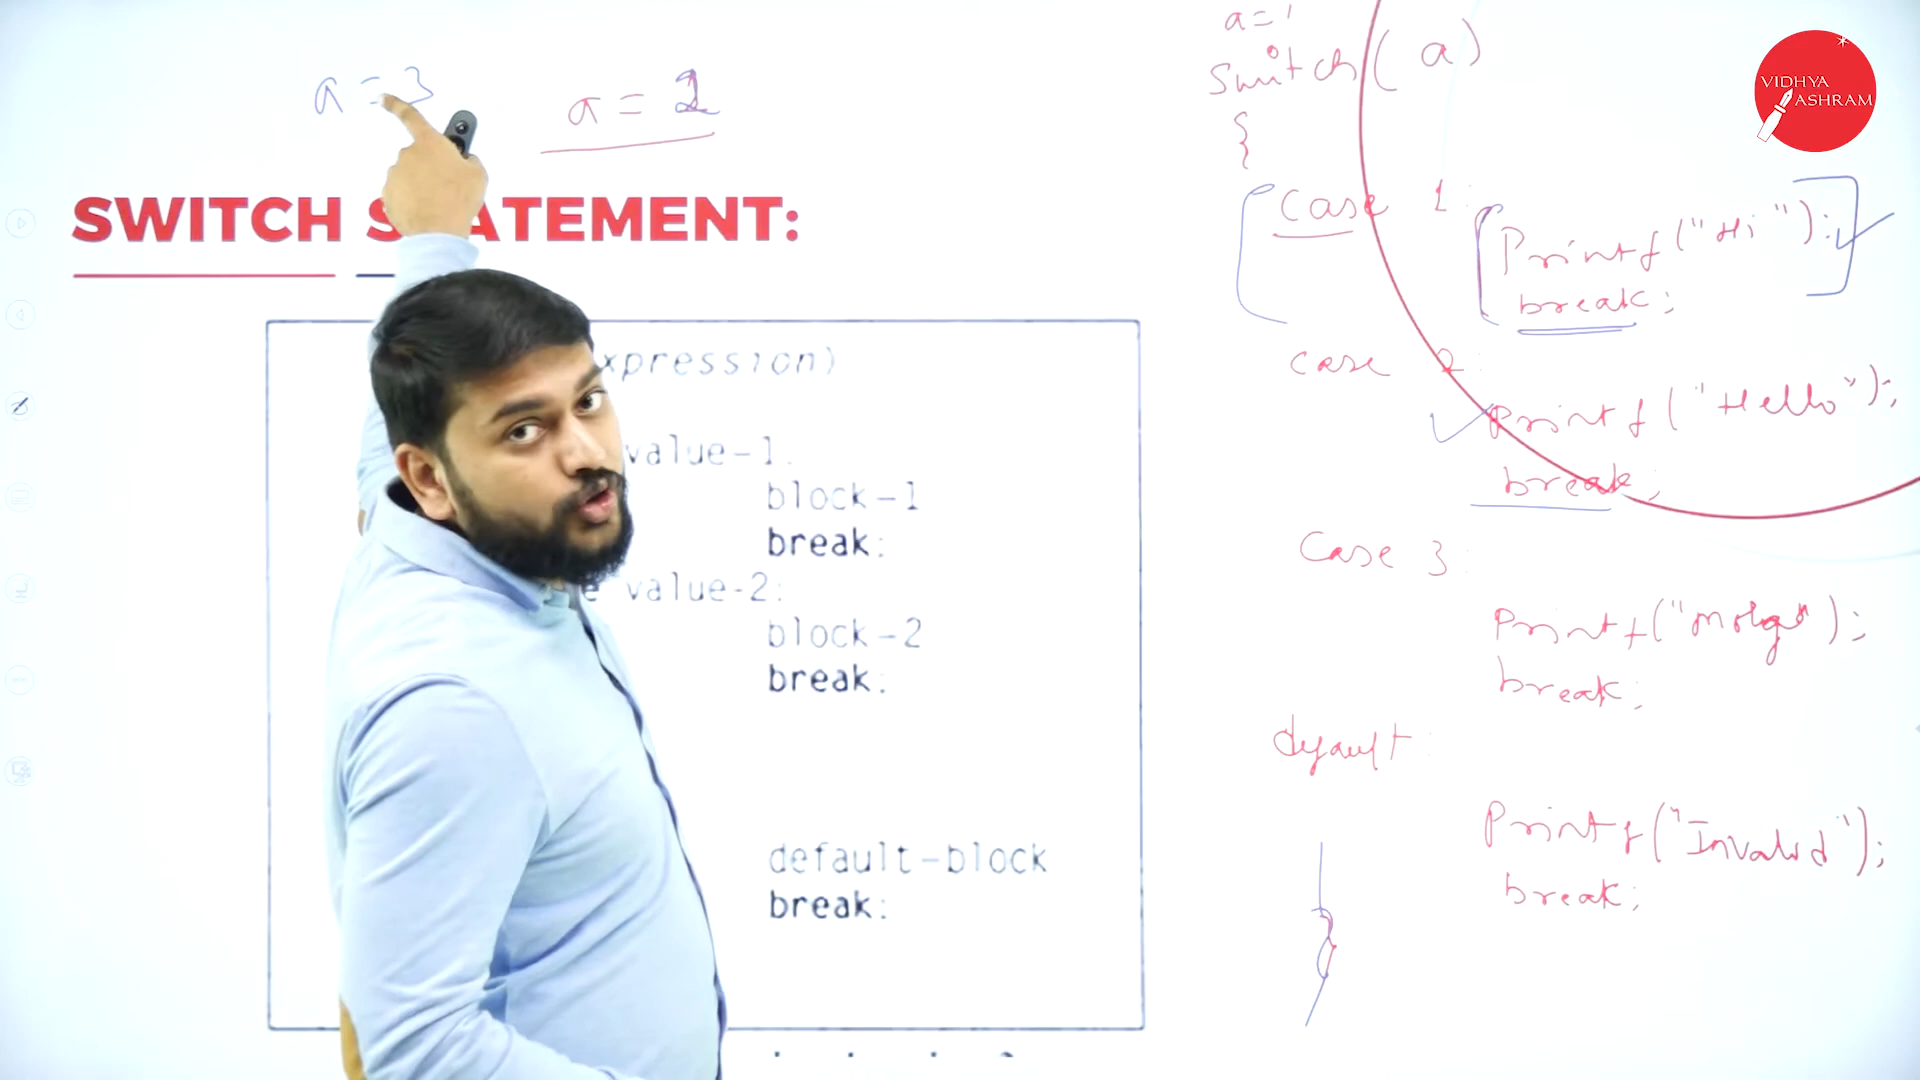 a = 3
a = 2
SWITCH S ATEMENT:
xpression)
value-1.
block-1
break:
e value-2:
block-2
break:
default-block
break:
a = 1
Switch ( a )
{
Case 1:
Printf ("Hi");
break;
case 2:
Printf ("Hello");
break;
Case 3:
Printf ("
break;
default:
Printf ("Invalid");
break;
VIDHYA
ASHRAM